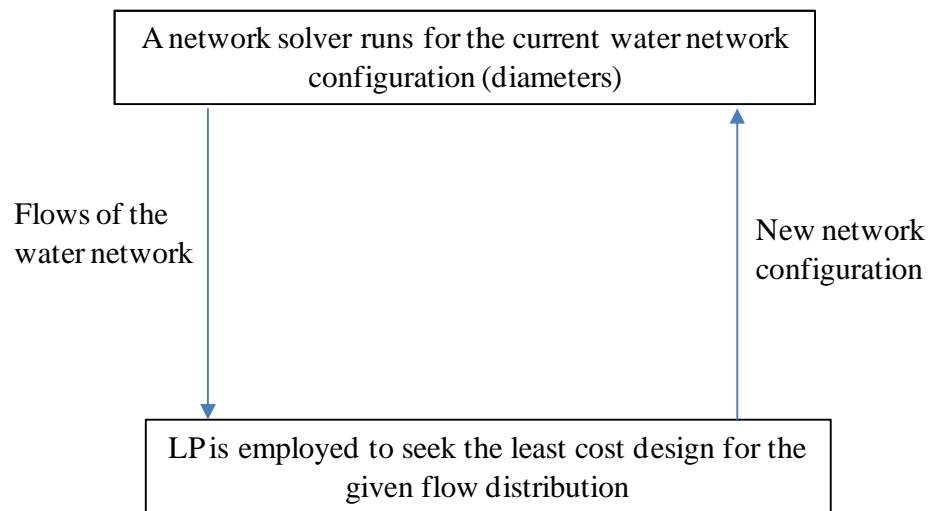 A network solver runs for the current water network
configuration (diameters)
Flows of the
water network
New network
configuration
LP is employed to seek the least cost design for the
given flow distribution